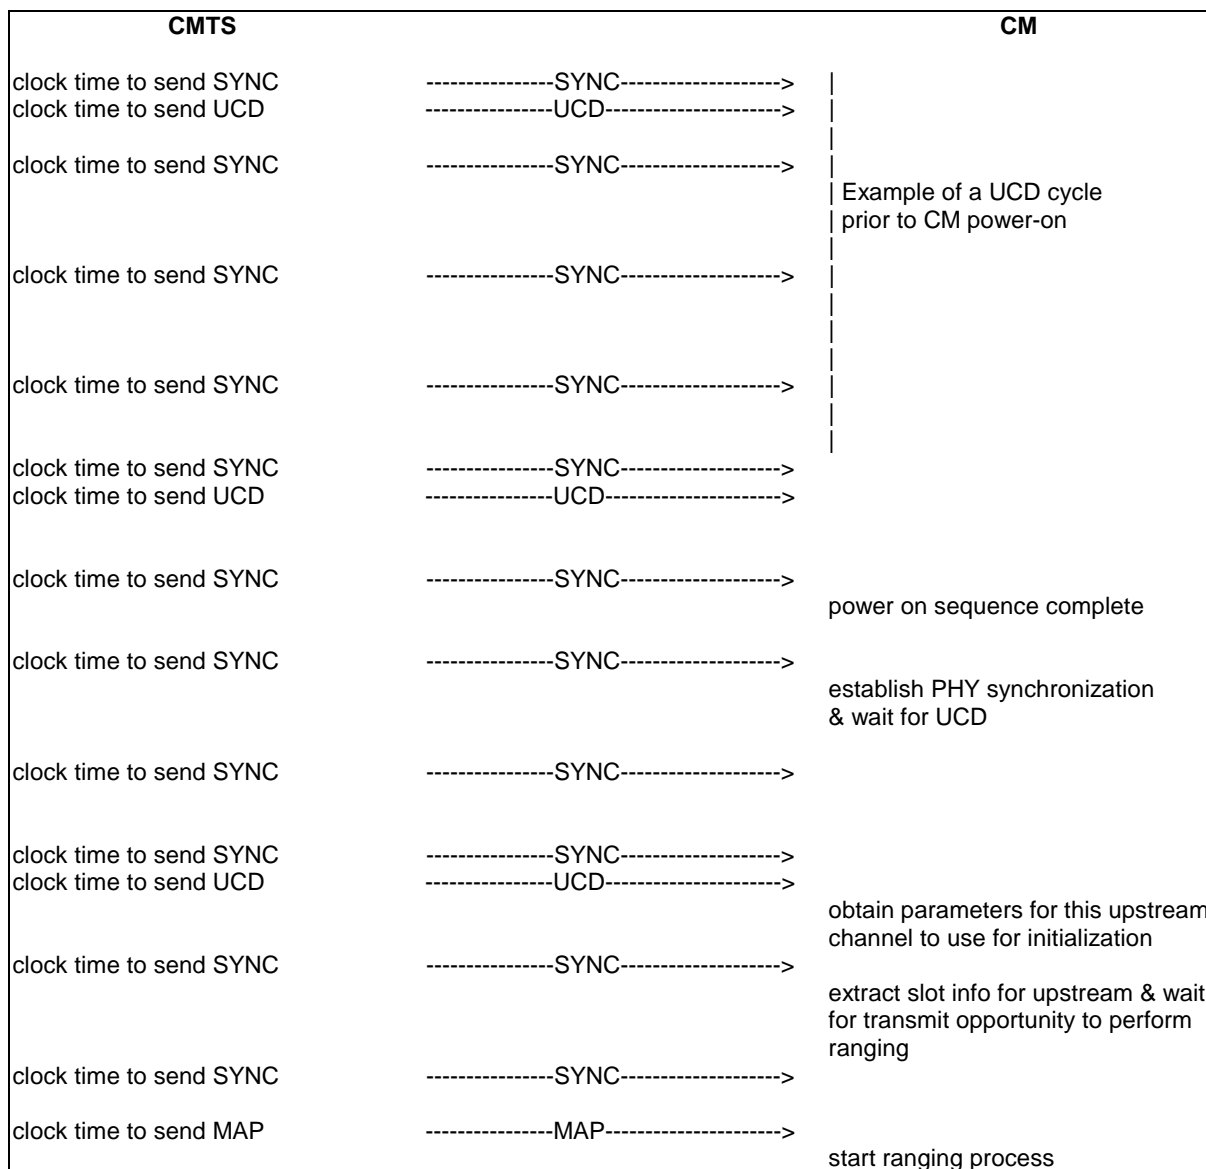 CMTS CM
clock time to send SYNC ----------------SYNC--------------------> |
clock time to send UCD ----------------UCD----------------------> |
|
clock time to send SYNC ----------------SYNC--------------------> |
| Example of a UCD cycle
| prior to CM power-on
|
clock time to send SYNC ----------------SYNC--------------------> |
|
|
|
clock time to send SYNC ----------------SYNC--------------------> |
|
|
clock time to send SYNC ----------------SYNC-------------------->
clock time to send UCD ----------------UCD---------------------->
clock time to send SYNC ----------------SYNC-------------------->
power on sequence complete
clock time to send SYNC ----------------SYNC-------------------->
establish PHY synchronization
& wait for UCD
clock time to send SYNC ----------------SYNC-------------------->
clock time to send SYNC ----------------SYNC-------------------->
clock time to send UCD ----------------UCD---------------------->
obtain parameters for this upstream
channel to use for initialization
clock time to send SYNC ----------------SYNC-------------------->
extract slot info for upstream & wait
for transmit opportunity to perform
ranging
clock time to send SYNC ----------------SYNC-------------------->
clock time to send MAP ----------------MAP---------------------->
start ranging process